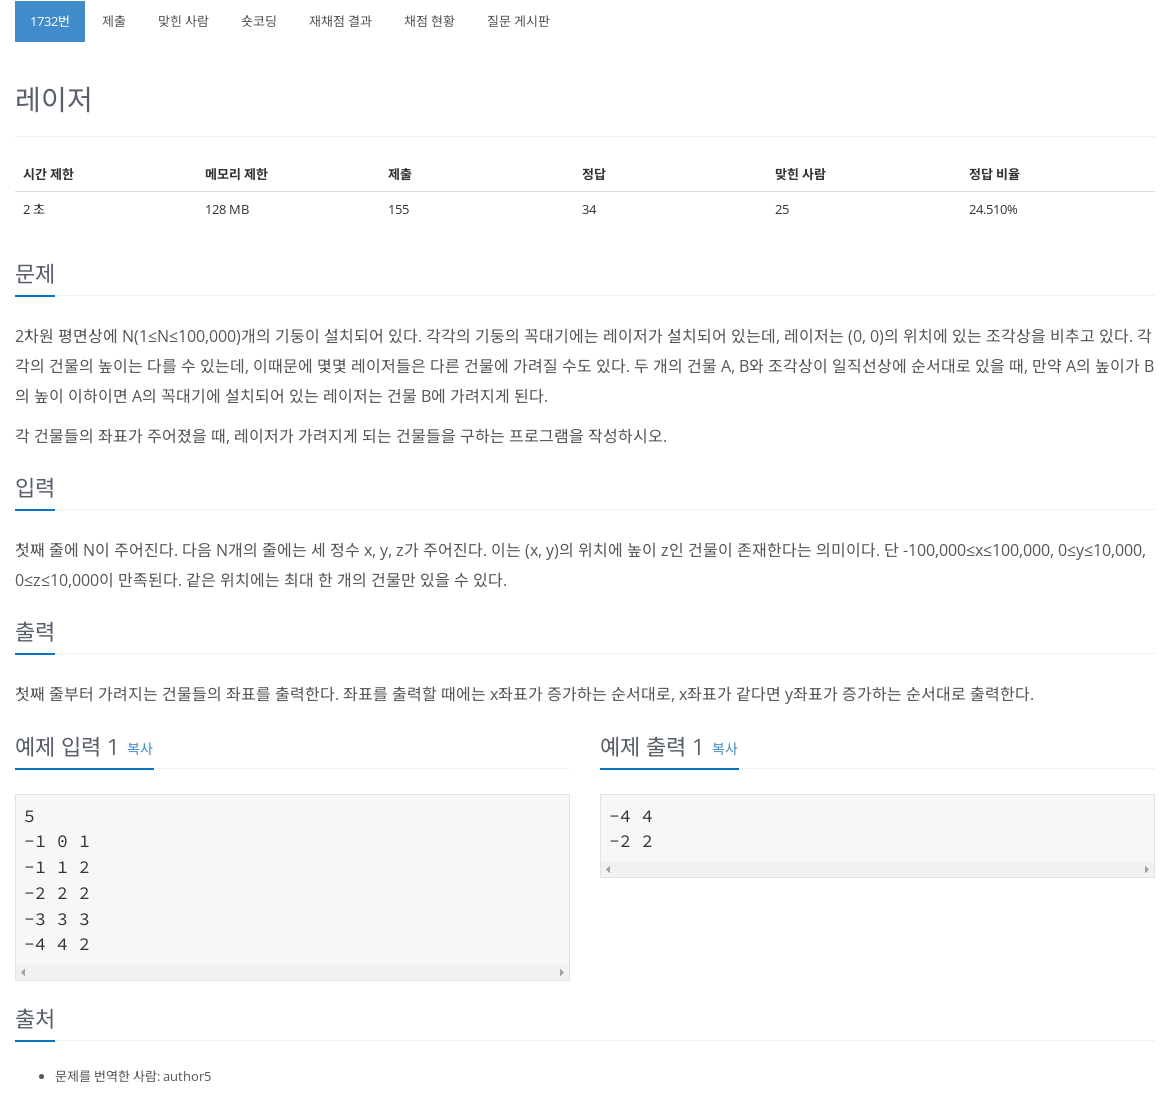 1732번 제출 맞힌 사람 숏코딩 재채점 결과 채점 현황 질문 게시판
레이저
시간 제한 메모리 제한 제출 정답 맞힌 사람 정답 비율
2 초 128 MB 155 34 25 24.510%
문제
2차원 평면상에 N(1≤N≤100,000)개의 기둥이 설치되어 있다. 각각의 기둥의 꼭대기에는 레이저가 설치되어 있는데, 레이저는 (0, 0)의 위치에 있는 조각상을 비추고 있다. 각
각의 건물의 높이는 다를 수 있는데, 이때문에 몇몇 레이저들은 다른 건물에 가려질 수도 있다. 두 개의 건물 A, B와 조각상이 일직선상에 순서대로 있을 때, 만약 A의 높이가 B
의 높이 이하이면 A의 꼭대기에 설치되어 있는 레이저는 건물 B에 가려지게 된다.
각 건물들의 좌표가 주어졌을 때, 레이저가 가려지게 되는 건물들을 구하는 프로그램을 작성하시오.
입력
첫째 줄에 N이 주어진다. 다음 N개의 줄에는 세 정수 x, y, z가 주어진다. 이는 (x, y)의 위치에 높이 z인 건물이 존재한다는 의미이다. 단 -100,000≤x≤100,000, 0≤y≤10,000,
0≤z≤10,000이 만족된다. 같은 위치에는 최대 한 개의 건물만 있을 수 있다.
출력
첫째 줄부터 가려지는 건물들의 좌표를 출력한다. 좌표를 출력할 때에는 x좌표가 증가하는 순서대로, x좌표가 같다면 y좌표가 증가하는 순서대로 출력한다.
예제 입력 1 복사
5
-1 0 1
-1 1 2
-2 2 2
-3 3 3
-4 4 2
예제 출력 1 복사
-4 4
-2 2
출처
문제를 번역한 사람: author5